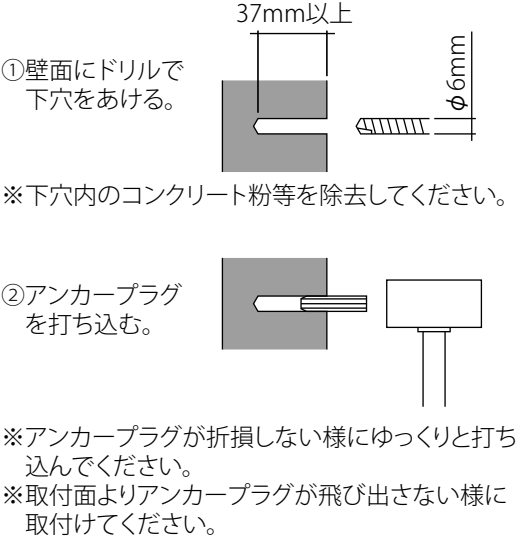 37mm以上
①壁面にドリルで
下穴をあける。
φ6mm
※下穴内のコンクリート粉等を除去してください。
②アンカープラグ
を打ち込む。
※アンカープラグが折損しない様にゆっくりと打ち
込んでください。
※取付面よりアンカープラグが飛び出さない様に
取付けてください。